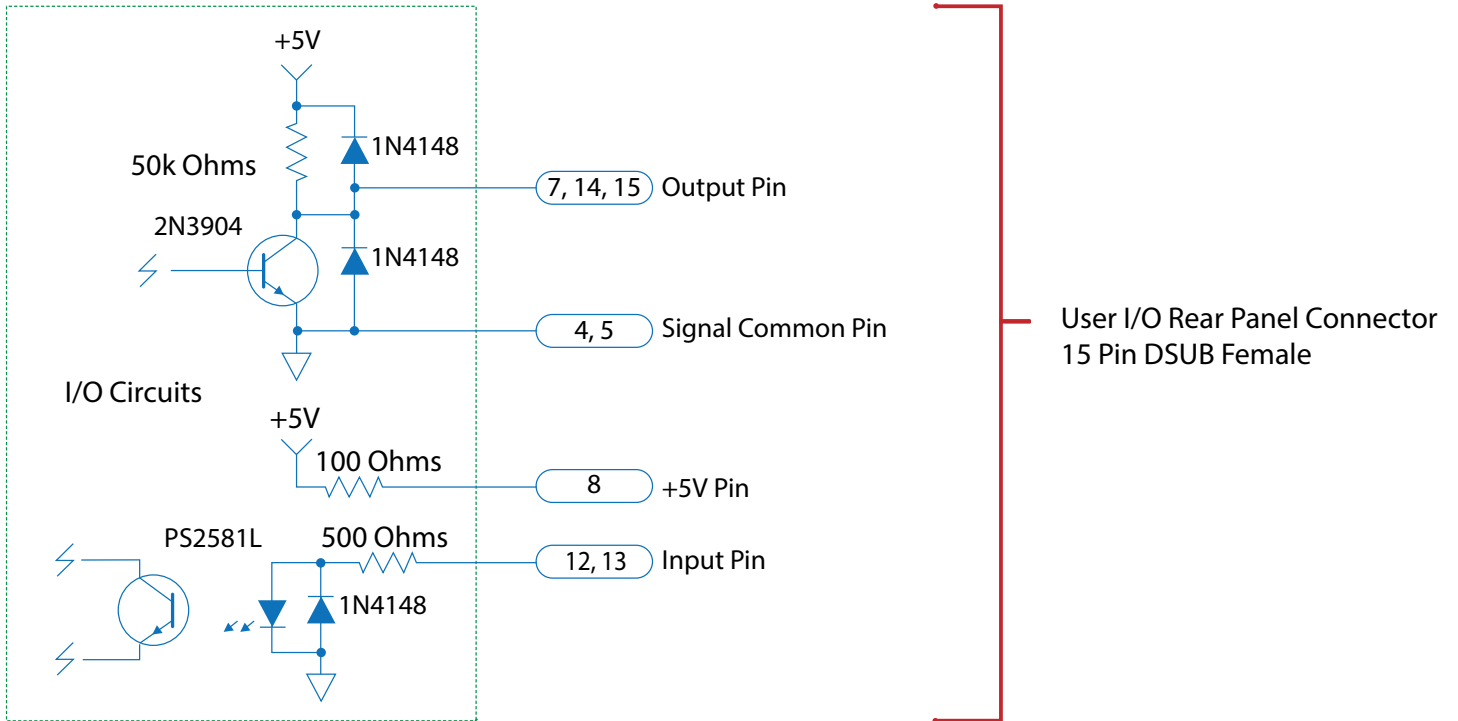 +5V
1N4148
50k Ohms
7, 14, 15
Output Pin
2N3904
1N4148
4, 5
Signal Common Pin
User I/O Rear Panel Connector
15 Pin DSUB Female
I/O Circuits
+5V
100 Ohms
8
+5V Pin
PS2581L
500 Ohms
12, 13
Input Pin
1N4148